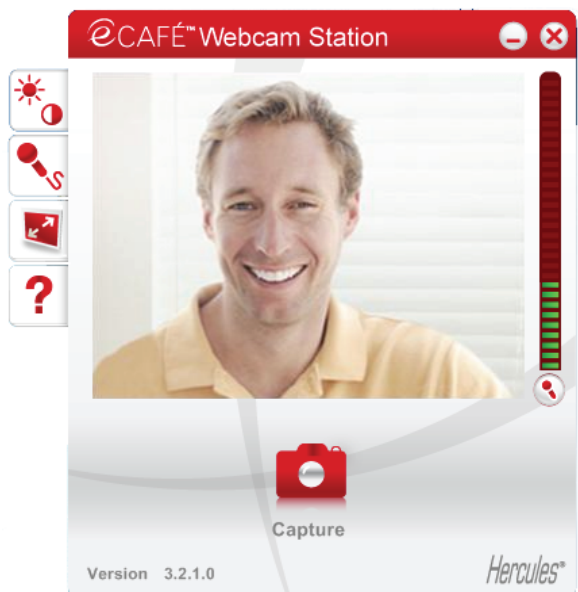 eCAFÉ™ Webcam Station
?
Capture
Version 3.2.1.0
Hercules®